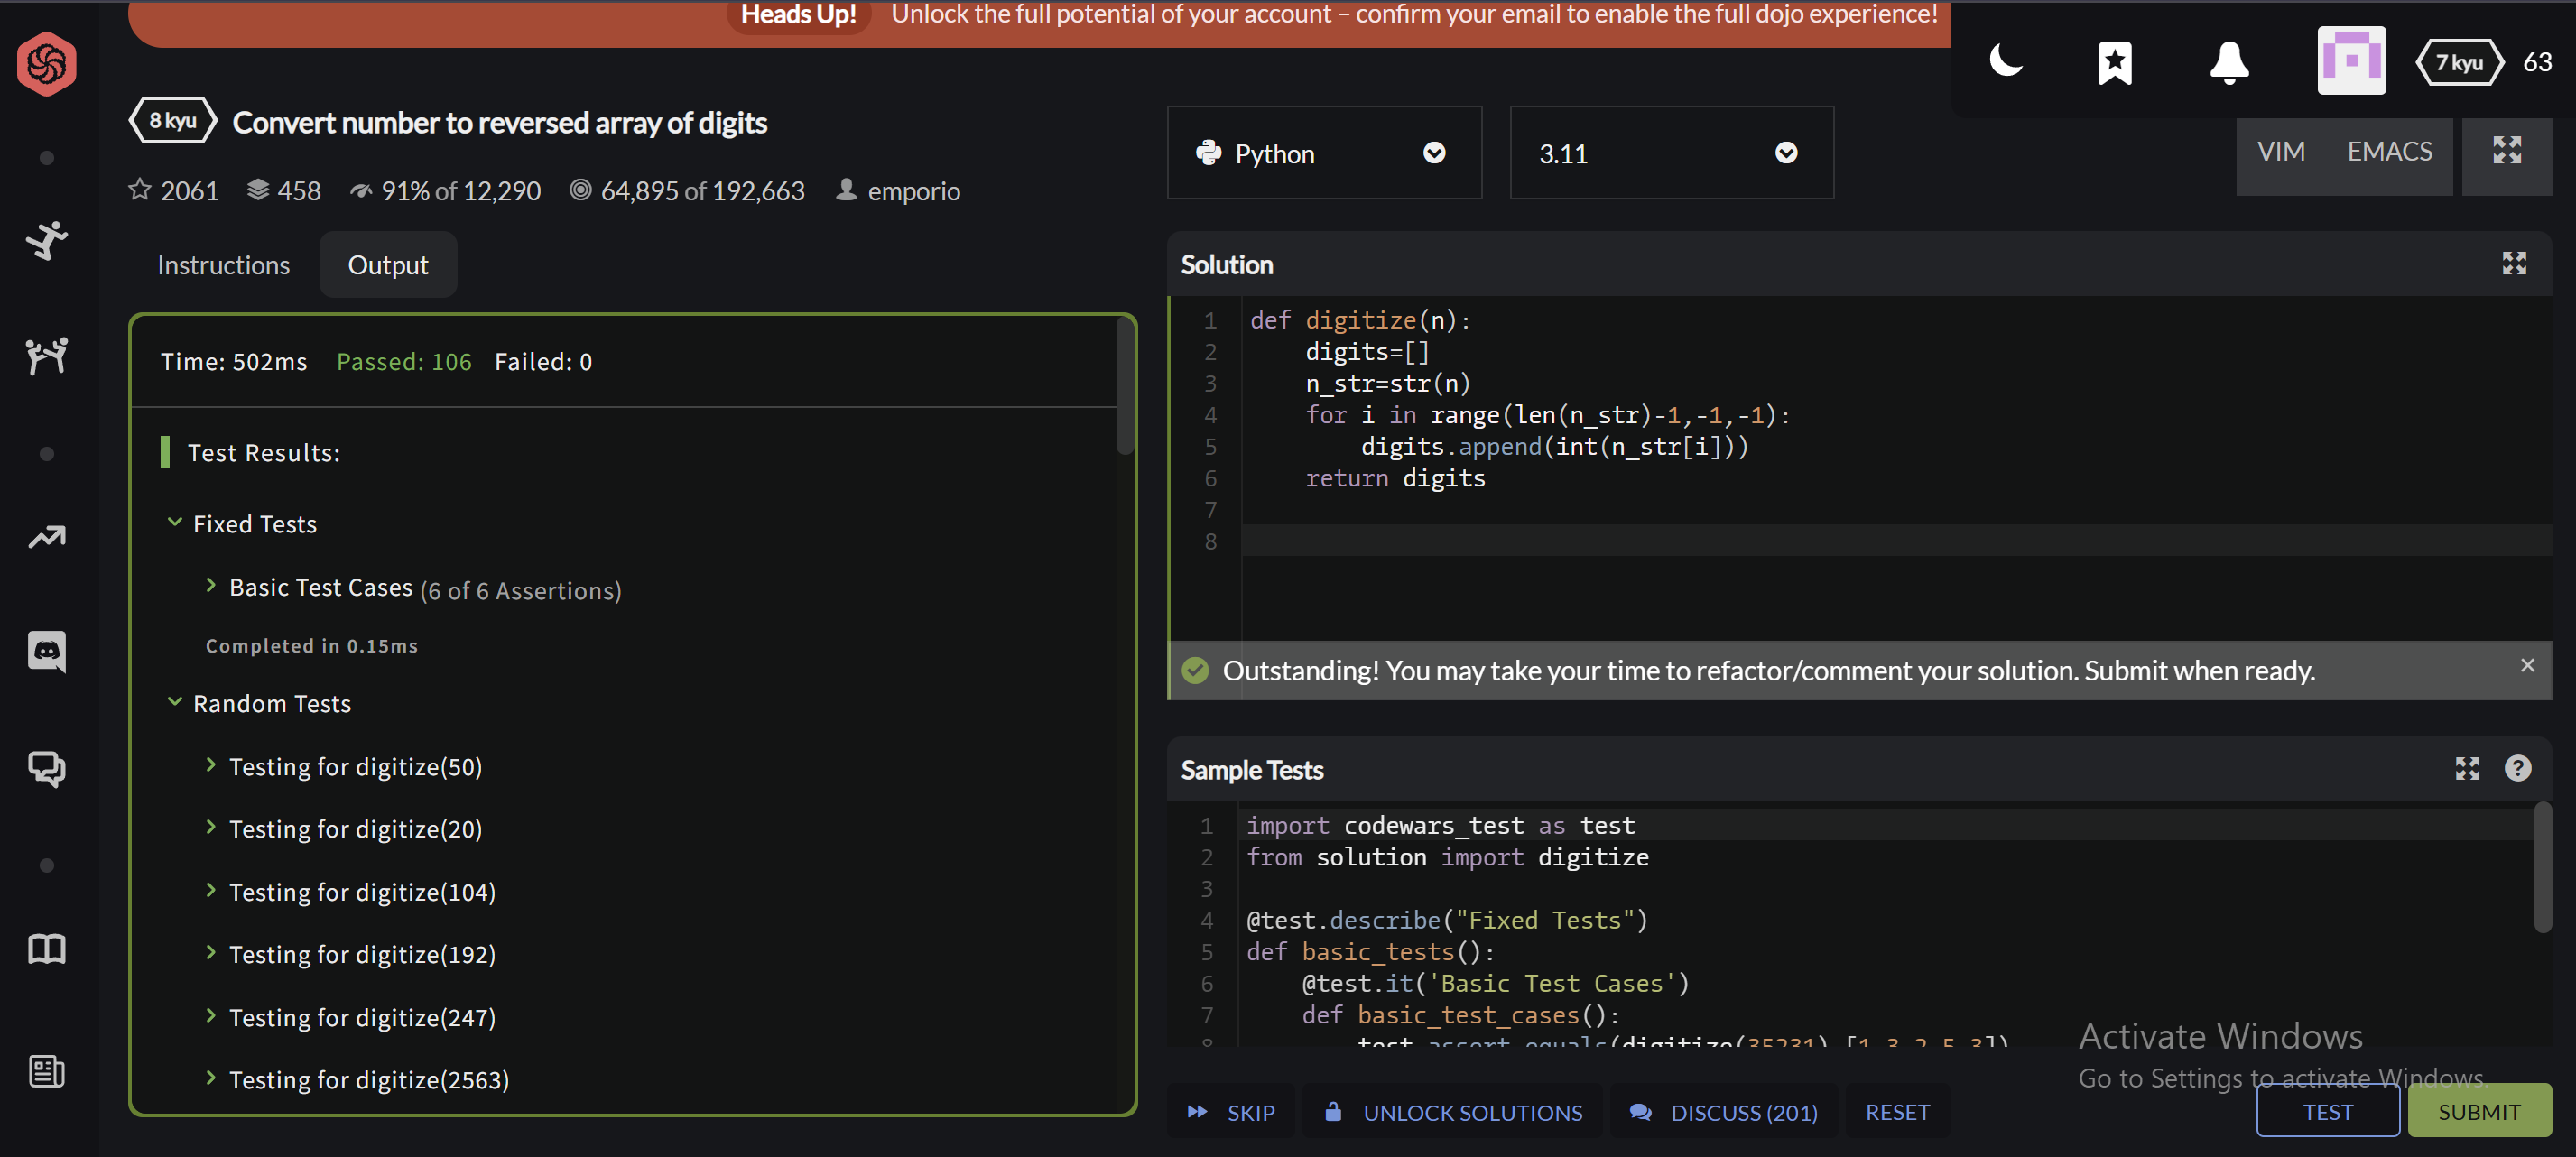 Heads Up! Unlock the full potential of your account – confirm your email to enable the full dojo experience!
7 kyu 63
8 kyu Convert number to reversed array of digits
2061 458 91% of 12,290 64,895 of 192,663 emporio
Python
3.11
VIM EMACS
Instructions Output
Time: 502ms Passed: 106 Failed: 0
Test Results:
Fixed Tests
Basic Test Cases (6 of 6 Assertions)
Completed in 0.15ms
Random Tests
Testing for digitize(50)
Testing for digitize(20)
Testing for digitize(104)
Testing for digitize(192)
Testing for digitize(247)
Testing for digitize(2563)
Solution
1 def digitize(n):
2 digits=[]
3 n_str=str(n)
4 for i in range(len(n_str)-1,-1,-1):
5 digits.append(int(n_str[i]))
6 return digits
7
8
Outstanding! You may take your time to refactor/comment your solution. Submit when ready.
Sample Tests
1 import codewars_test as test
2 from solution import digitize
3
4 @test.describe("Fixed Tests")
5 def basic_tests():
6 @test.it('Basic Test Cases')
7 def basic_test_cases():
8 test.assert_equals(digitize(35231),[1,3,2,5,3])
Activate Windows
Go to Settings to activate Windows.
SKIP UNLOCK SOLUTIONS DISCUSS (201) RESET TEST SUBMIT